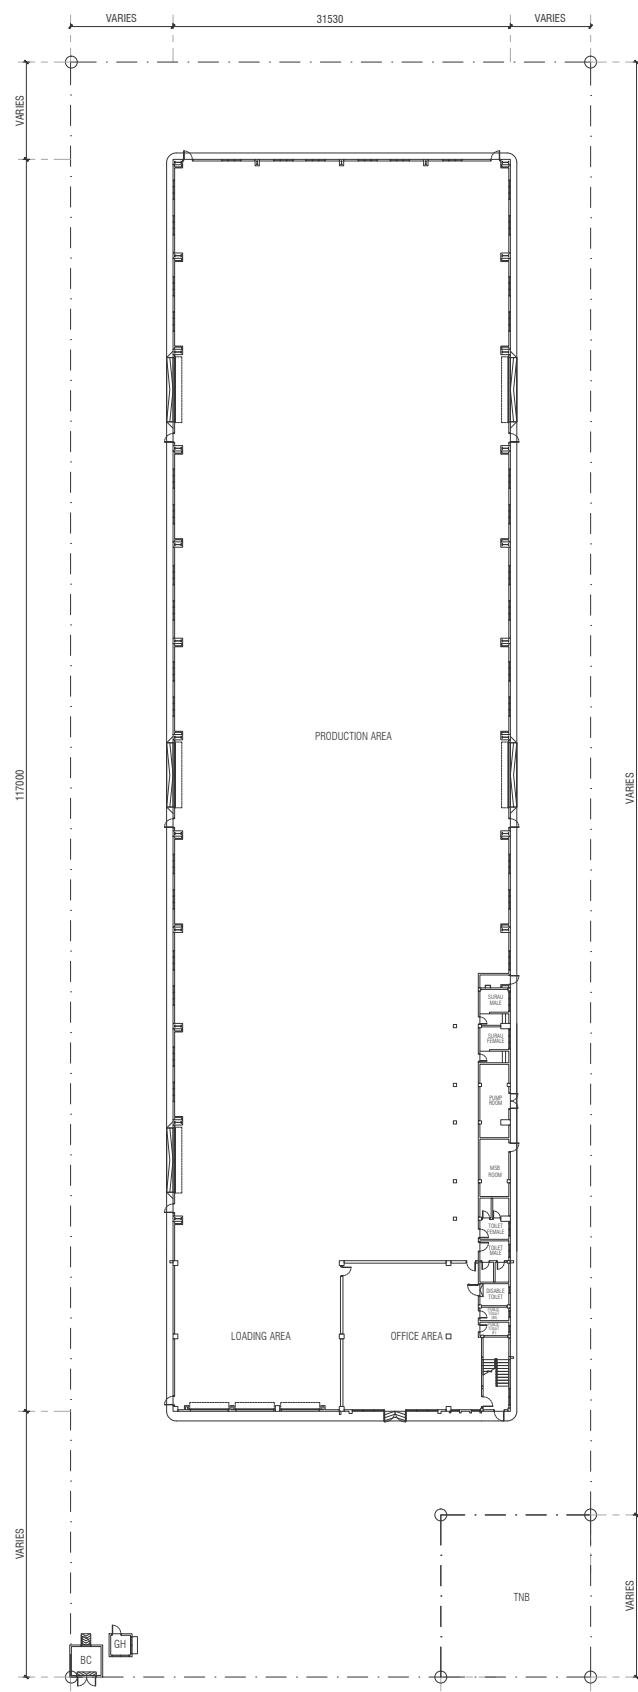 VARIES
31530
VARIES
VARIES
117000
PRODUCTION AREA
VARIES
SURAU
MALE
SURAU
FEMALE
PUMP
ROOM
MSB
ROOM
TOILET
FEMALE
TOILET
MALE
DISABLE
TOILET
LOADING AREA
OFFICE AREA
VARIES
TNB
VARIES
GH
BC